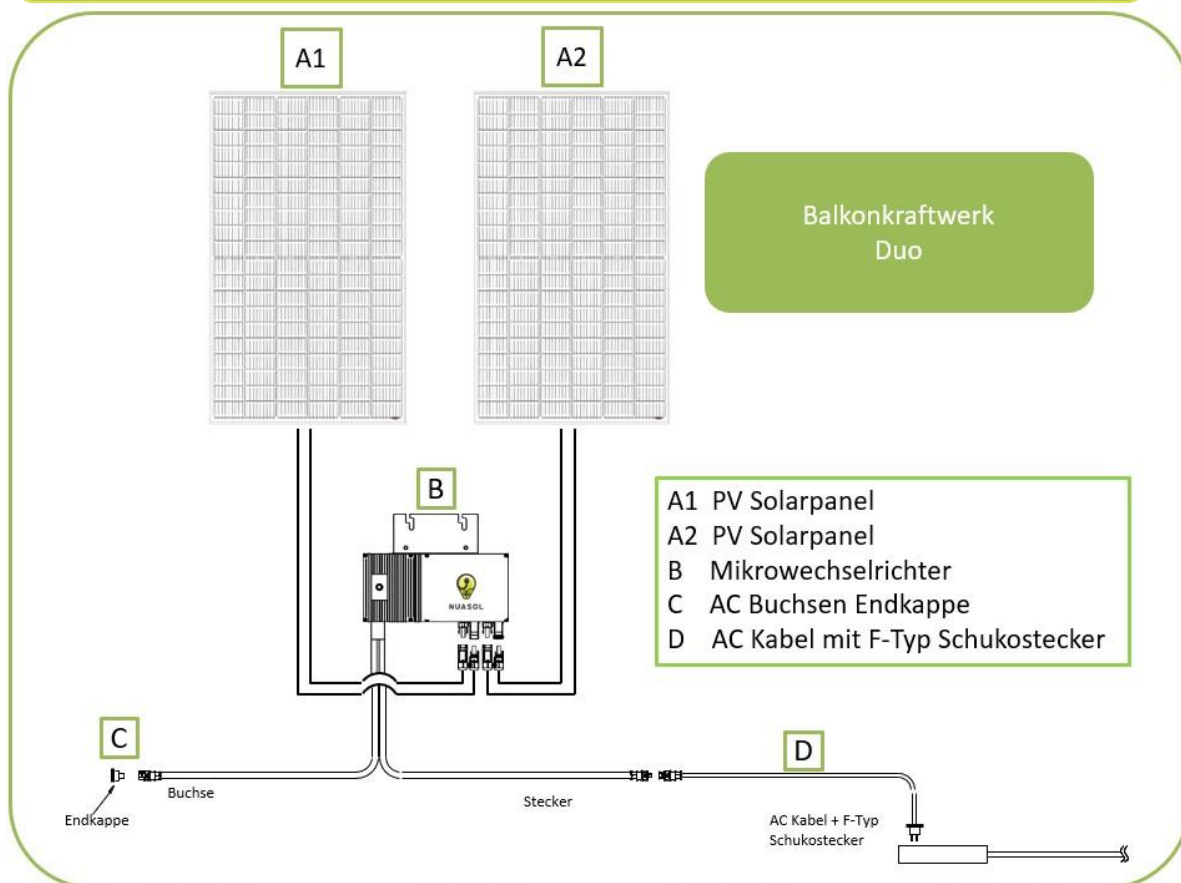 A1
A2
Balkonkraftwerk
Duo
B
NUASOL
A1 PV Solarpanel
A2 PV Solarpanel
B Mikrowechselrichter
C AC Buchsen Endkappe
D AC Kabel mit F-Typ Schukostecker
C
D
Buchse
Stecker
Endkappe
AC Kabel + F-Typ
Schukostecker